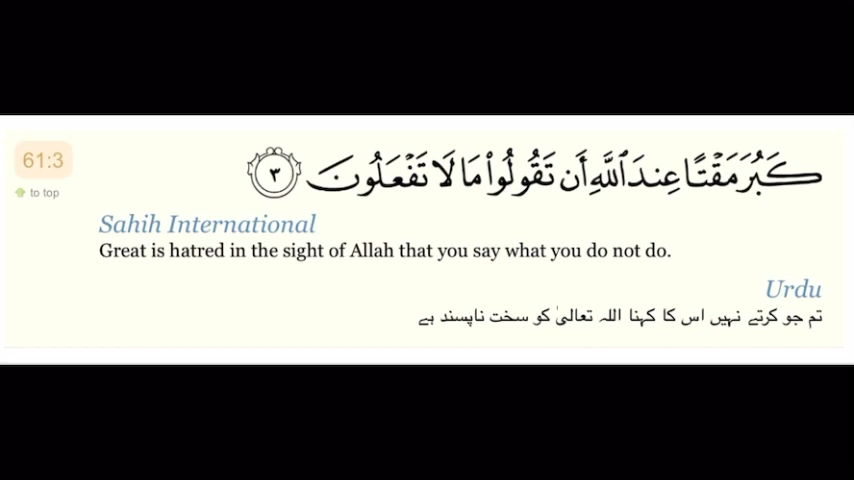 61:3
كَبُرَ مَقْتًا عِندَ ٱللَّهِ أَن تَقُولُوا۟ مَا لَا تَفْعَلُونَ ٣
to top
Sahih International
Great is hatred in the sight of Allah that you say what you do not do.
Urdu
تم جو کرتے نہیں اس کا کہنا اللہ تعالیٰ کو سخت ناپسند ہے